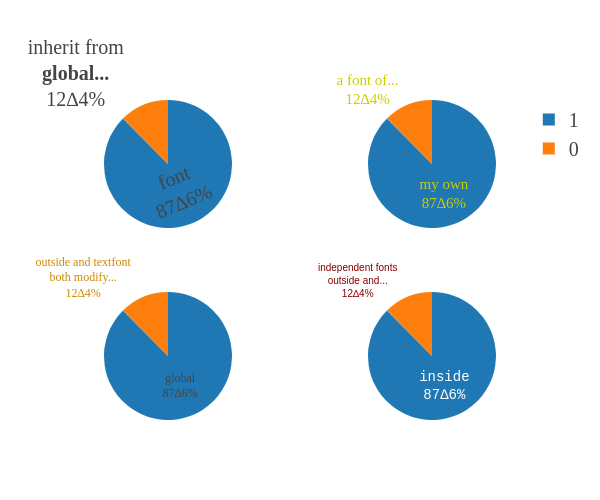 inherit from
global...
12Δ4%
font
87Δ6%
a font of...
12Δ4%
my own
87Δ6%
1
0
outside and textfont
both modify...
12Δ4%
global
87Δ6%
independent fonts
outside and...
12Δ4%
inside
87Δ6%